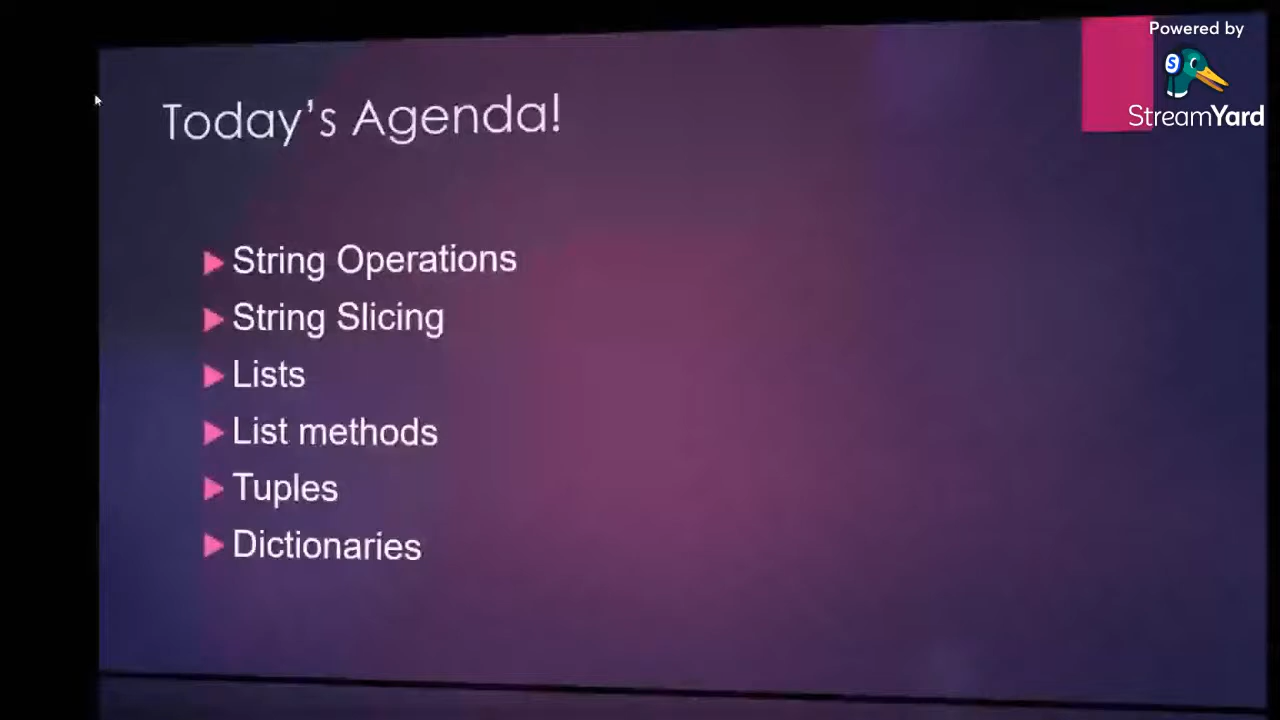 Powered by
StreamYard
Today's Agenda!
String Operations
String Slicing
Lists
List methods
Tuples
Dictionaries